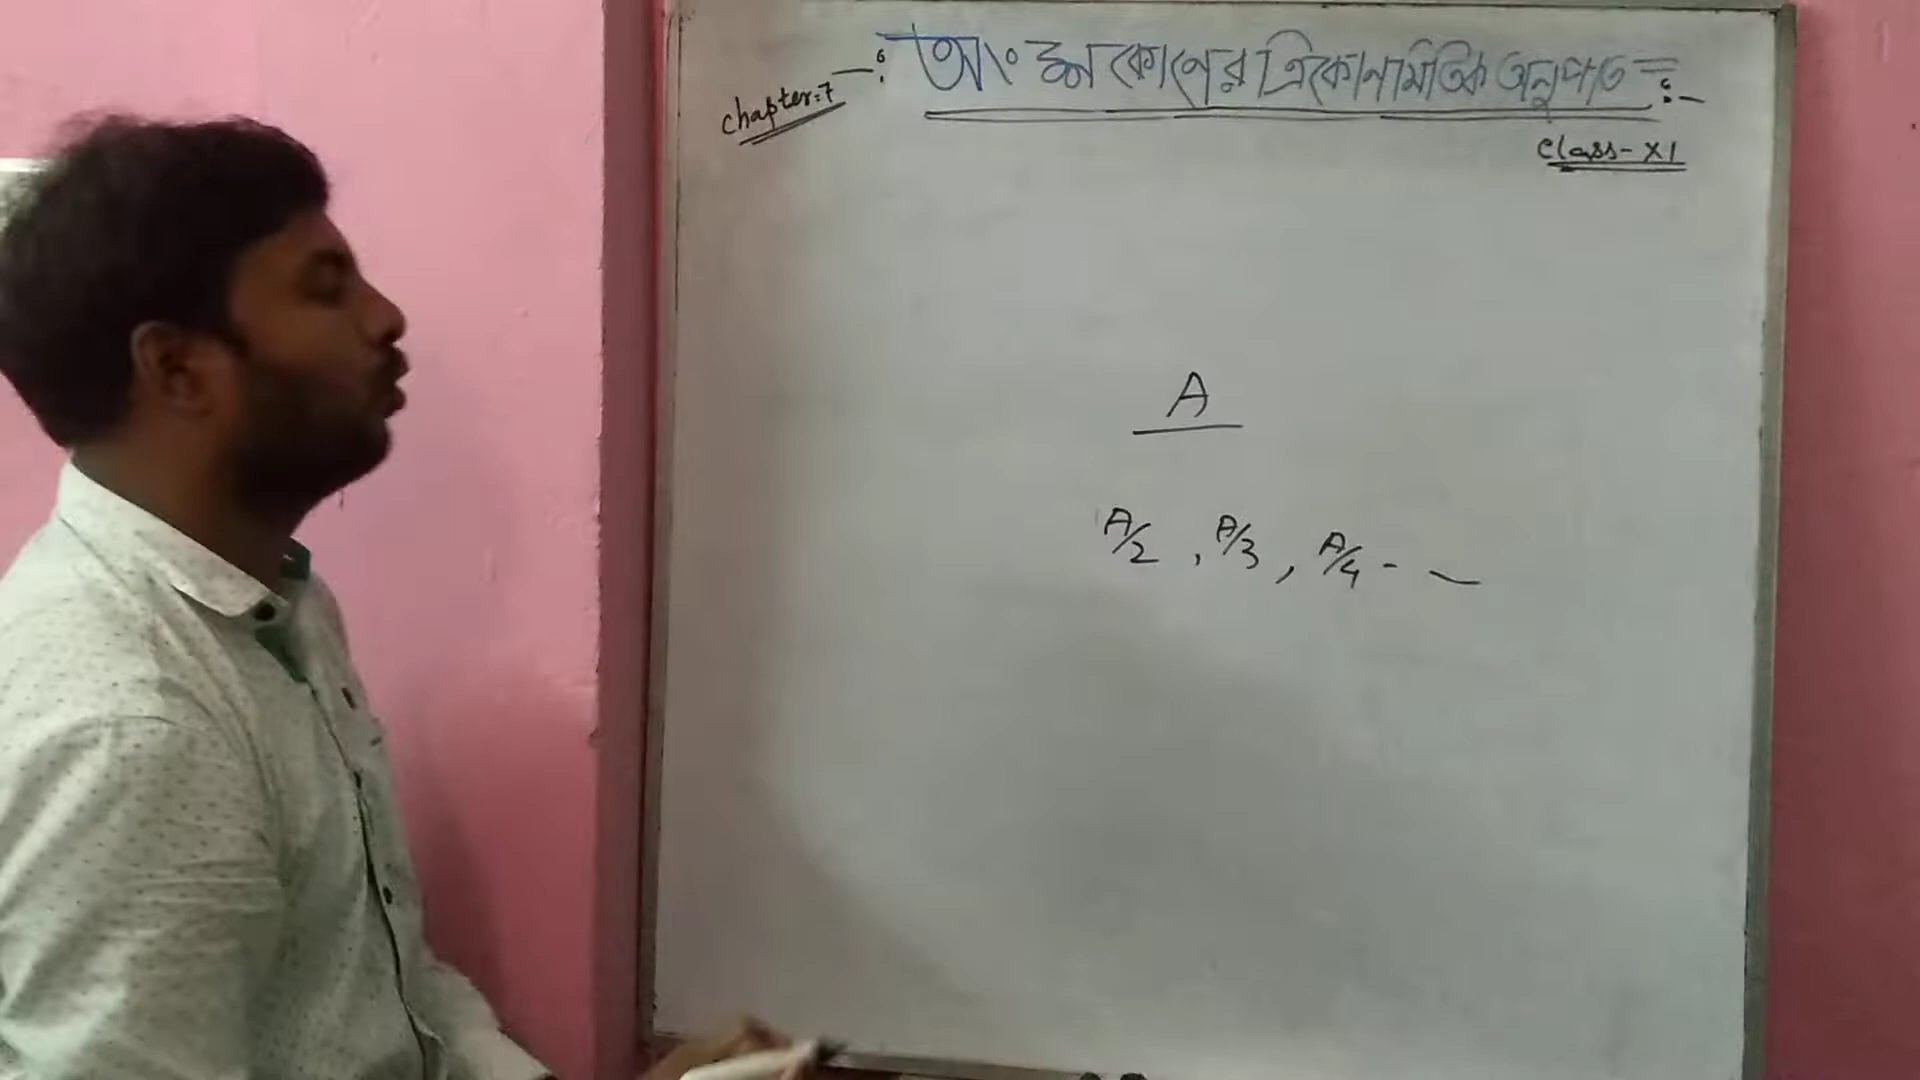 chapter:7
—: অংশ কোণের ত্রিকোণমিতিক অনুপাত :—
class-XI
A
A/2, A/3, A/4 - —